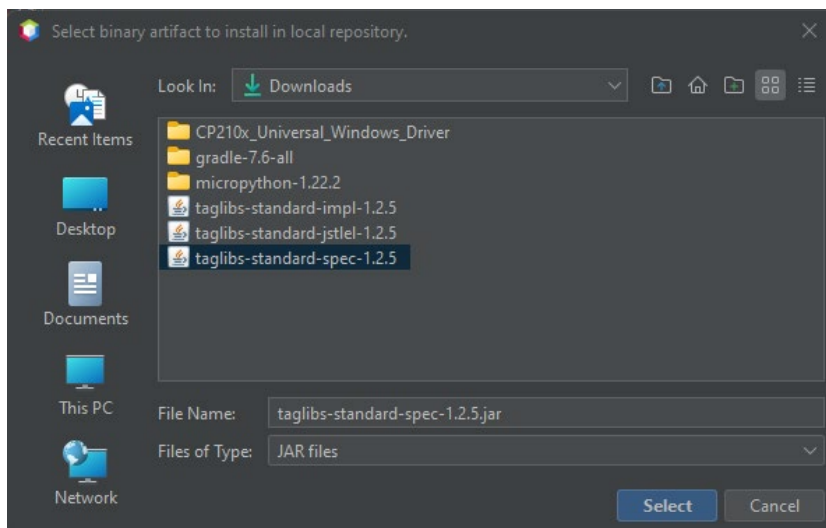 Select binary artifact to install in local repository.
Look In: Downloads
Recent Items
Desktop
Documents
This PC
Network
CP210x_Universal_Windows_Driver
gradle-7.6-all
micropython-1.22.2
taglibs-standard-impl-1.2.5
taglibs-standard-jstlel-1.2.5
taglibs-standard-spec-1.2.5
File Name: taglibs-standard-spec-1.2.5.jar
Files of Type: JAR files
Select Cancel